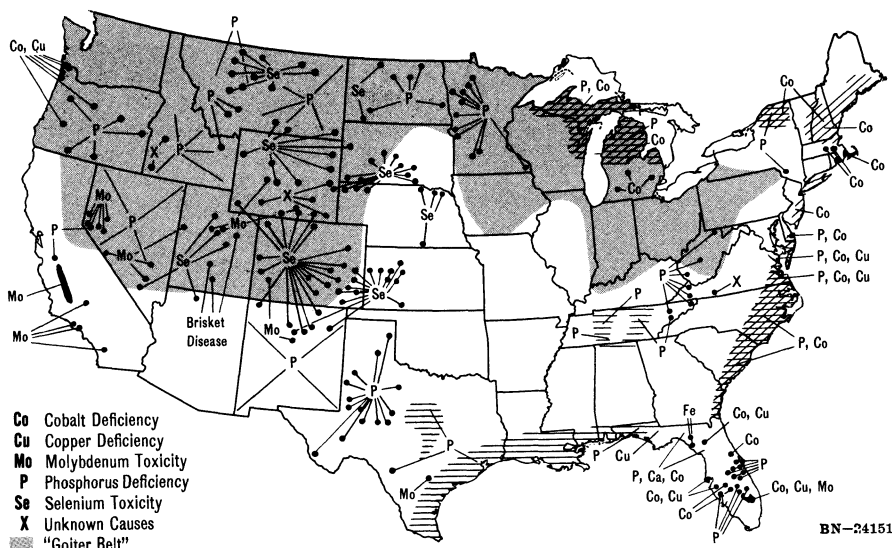 P
Co, Cu
Se
P
P
Se
P
P
P, Co
P
Co
Co
P
Co
Co
Co
P
X
P
Se
Se
X
Se
Mo
P
Mo
Mo
Se
Se
Se
Brisket
Disease
Mo
P
P
Mo
Mo
P
P
Mo
P
P
P
P
X
Co
P, Co
P, Co, Cu
P, Co, Cu
P, Co
Fe
Co, Cu
Co
P
Cu
P
P, Ca, Co
Co, Cu
Co
P
Co, Cu, Mo
Co Cobalt Deficiency
Cu Copper Deficiency
Mo Molybdenum Toxicity
P Phosphorus Deficiency
Se Selenium Toxicity
X Unknown Causes
"Goiter Belt"
BN-24151